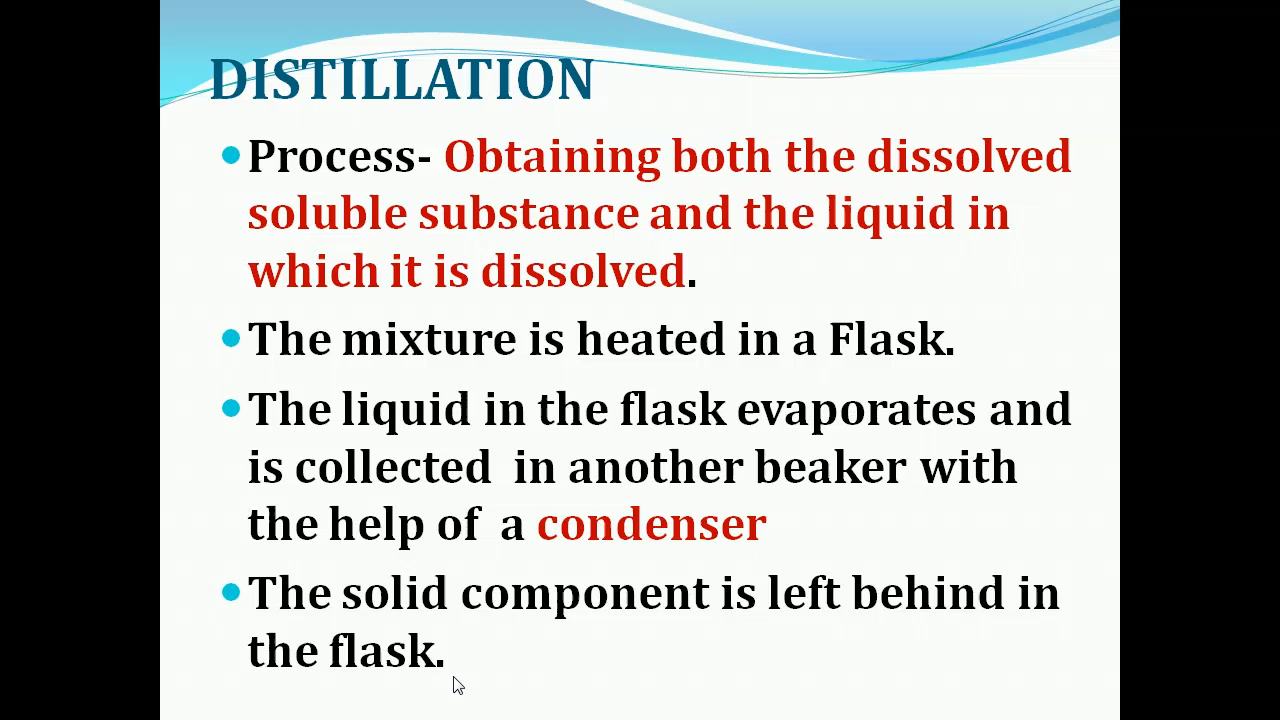 DISTILLATION
• Process- Obtaining both the dissolved
soluble substance and the liquid in
which it is dissolved.
• The mixture is heated in a Flask.
• The liquid in the flask evaporates and
is collected  in another beaker with
the help of  a condenser
• The solid component is left behind in
the flask.